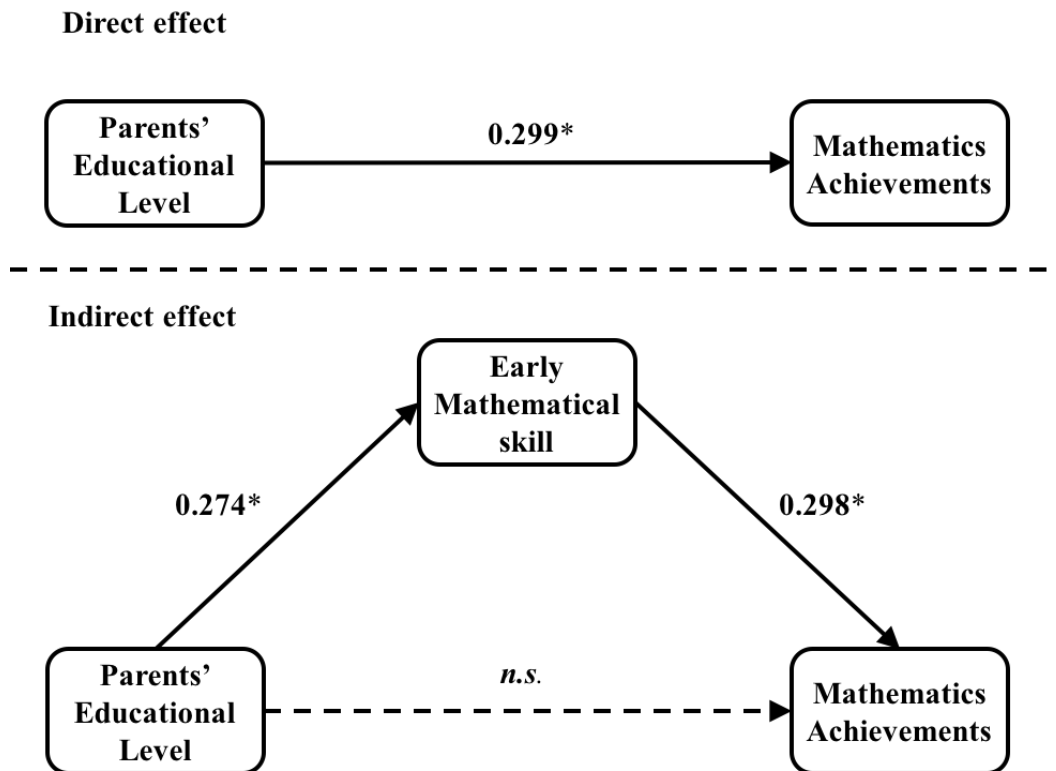 Direct effect
Parents’
Educational
Level
0.299*
Mathematics
Achievements
Indirect effect
Early
Mathematical
skill
0.274*
0.298*
Parents’
Educational
Level
n.s.
Mathematics
Achievements